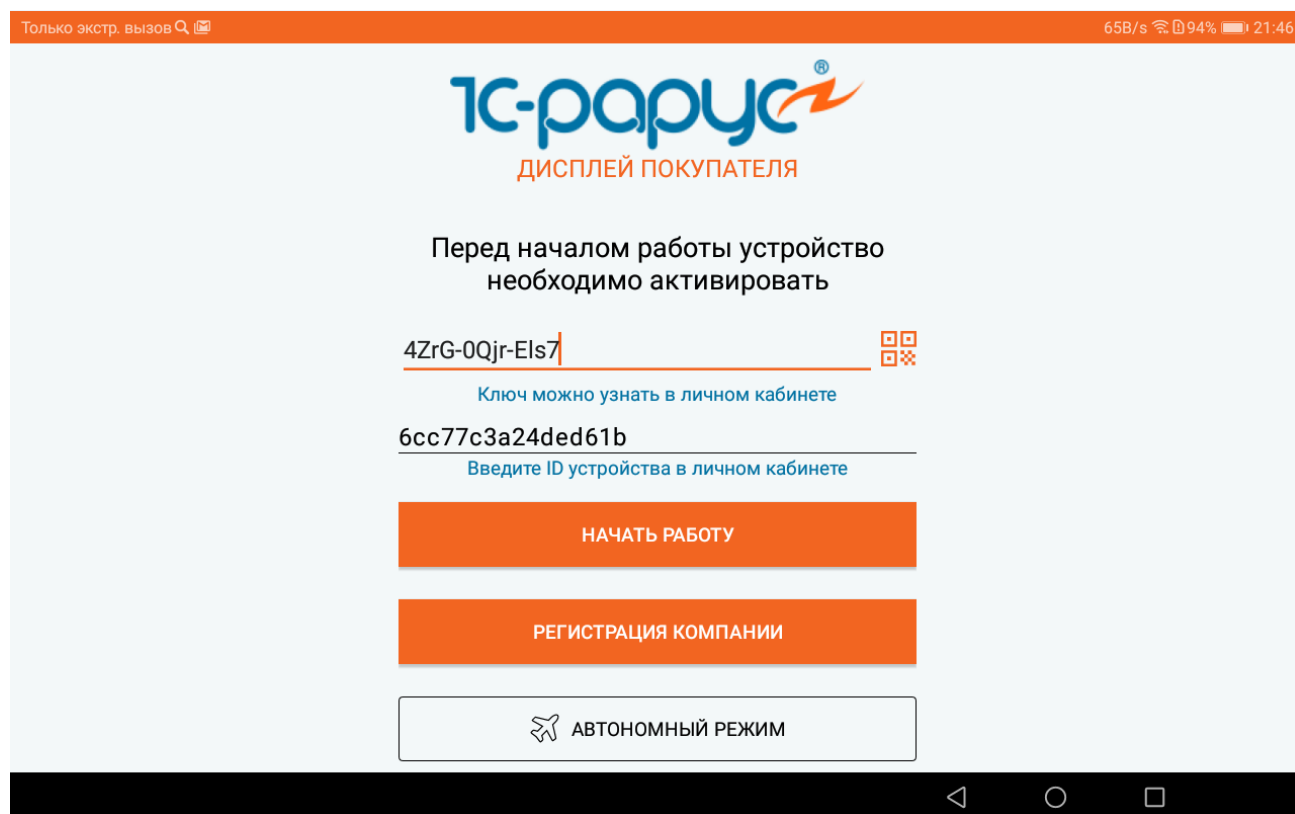 Только экстр. вызов
65B/s 94% 21:46
1С-рарус®
ДИСПЛЕЙ ПОКУПАТЕЛЯ
Перед началом работы устройство
необходимо активировать
4ZrG-0Qjr-Els7
Ключ можно узнать в личном кабинете
6cc77c3a24ded61b
Введите ID устройства в личном кабинете
НАЧАТЬ РАБОТУ
РЕГИСТРАЦИЯ КОМПАНИИ
АВТОНОМНЫЙ РЕЖИМ